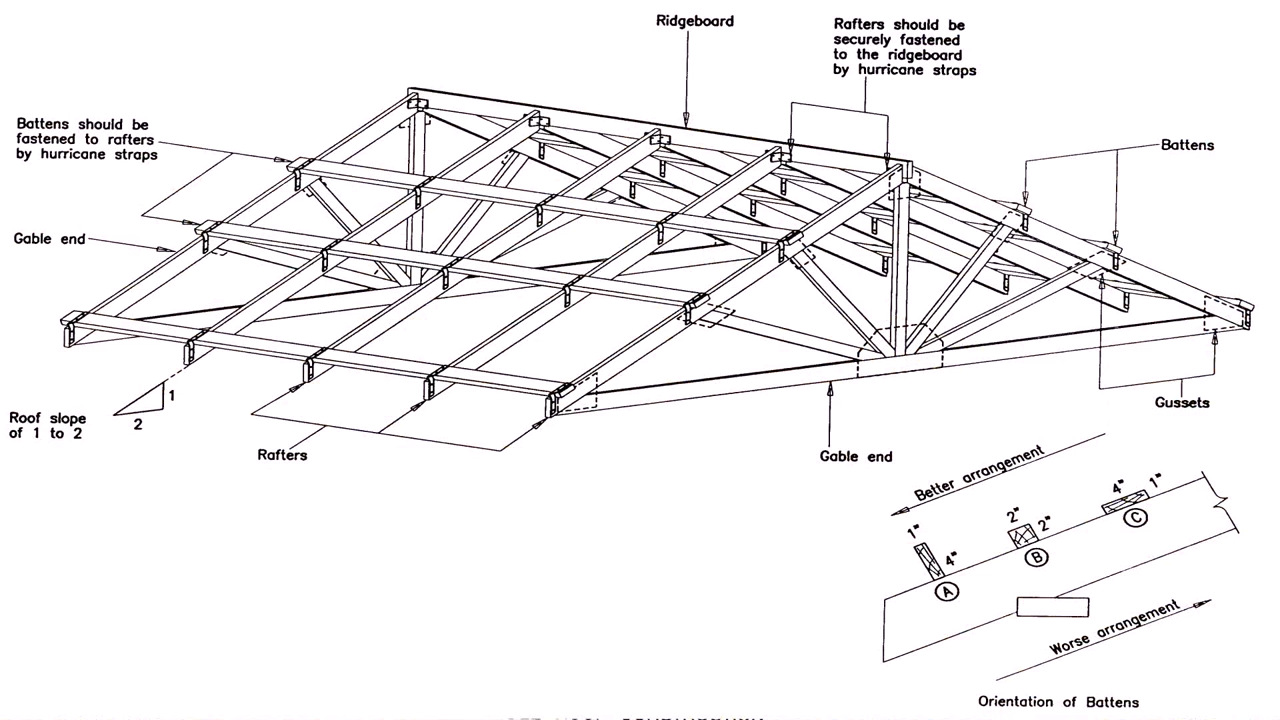 Ridgeboard
Rafters should be
securely fastened
to the ridgeboard
by hurricane straps
Battens should be
fastened to rafters
by hurricane straps
Battens
Gable end
1
2
Roof slope
of 1 to 2
Rafters
Gable end
Gussets
Better arrangement
1"
4"
A
2"
2"
B
4"
1"
C
Worse arrangement
Orientation of Battens